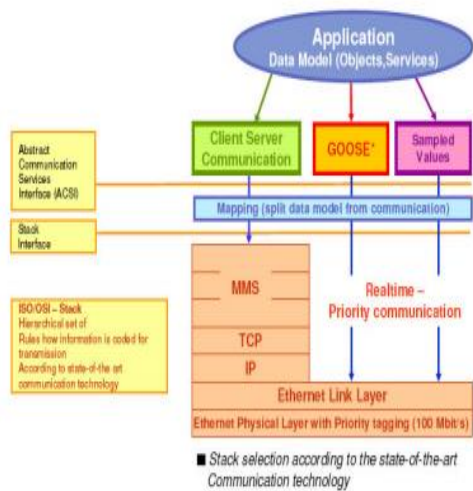 Application
Data Model (Objects,Services)
Client Server
Communication
GOOSE*
Sampled
Values
Abstract
Communication
Services
Interface (ACSI)
Mapping (split data model from communication)
Stack
Interface
MMS
Realtime –
Priority communication
ISO/OSI – Stack
Hierarchical set of
Rules how information is coded for
transmission
According to state-of-the art
communication technology
TCP
IP
Ethernet Link Layer
Ethernet Physical Layer with Priority tagging (100 Mbit/s)
■ Stack selection according to the state-of-the-art
Communication technology